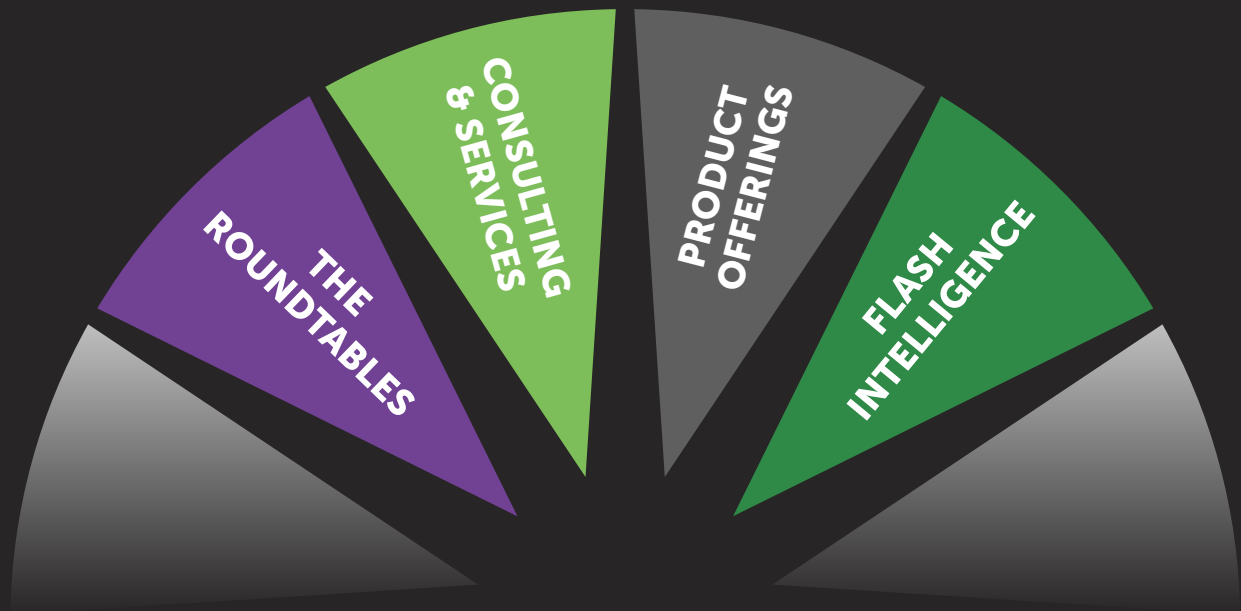 THE
ROUNDTABLES
CONSULTING
& SERVICES
PRODUCT
OFFERINGS
FLASH
INTELLIGENCE